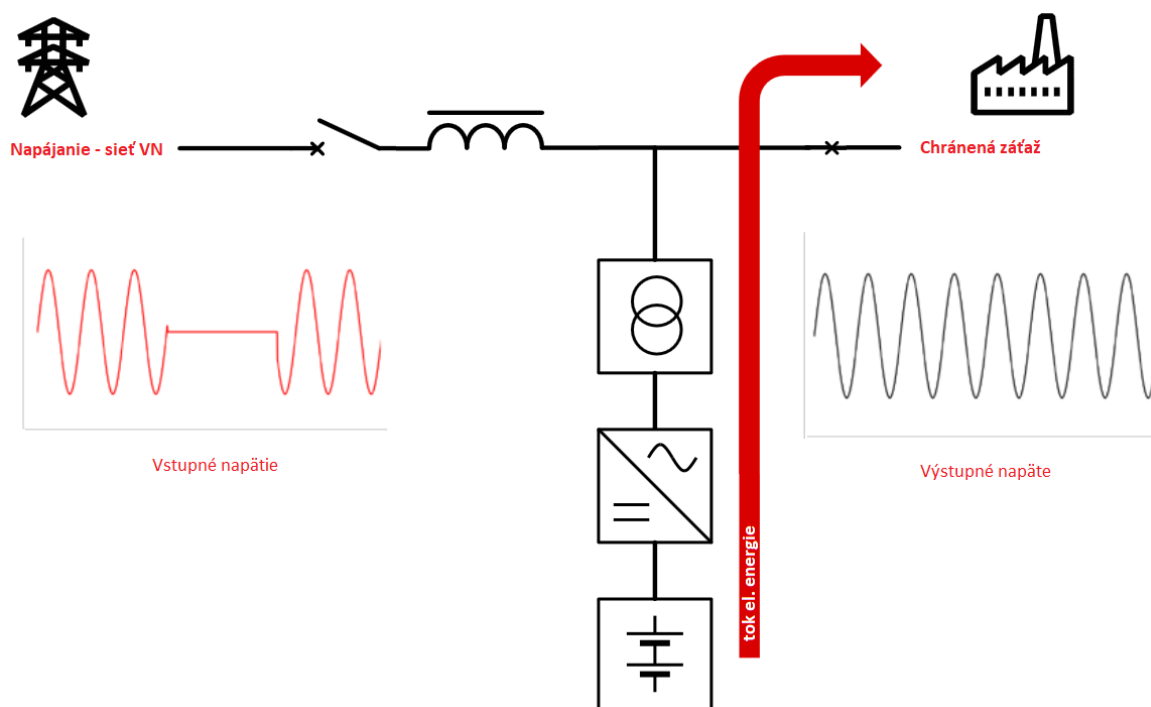 Napájanie - sieť VN
Chránená záťaž
Vstupné napätie
Výstupné napäte
tok el. energie